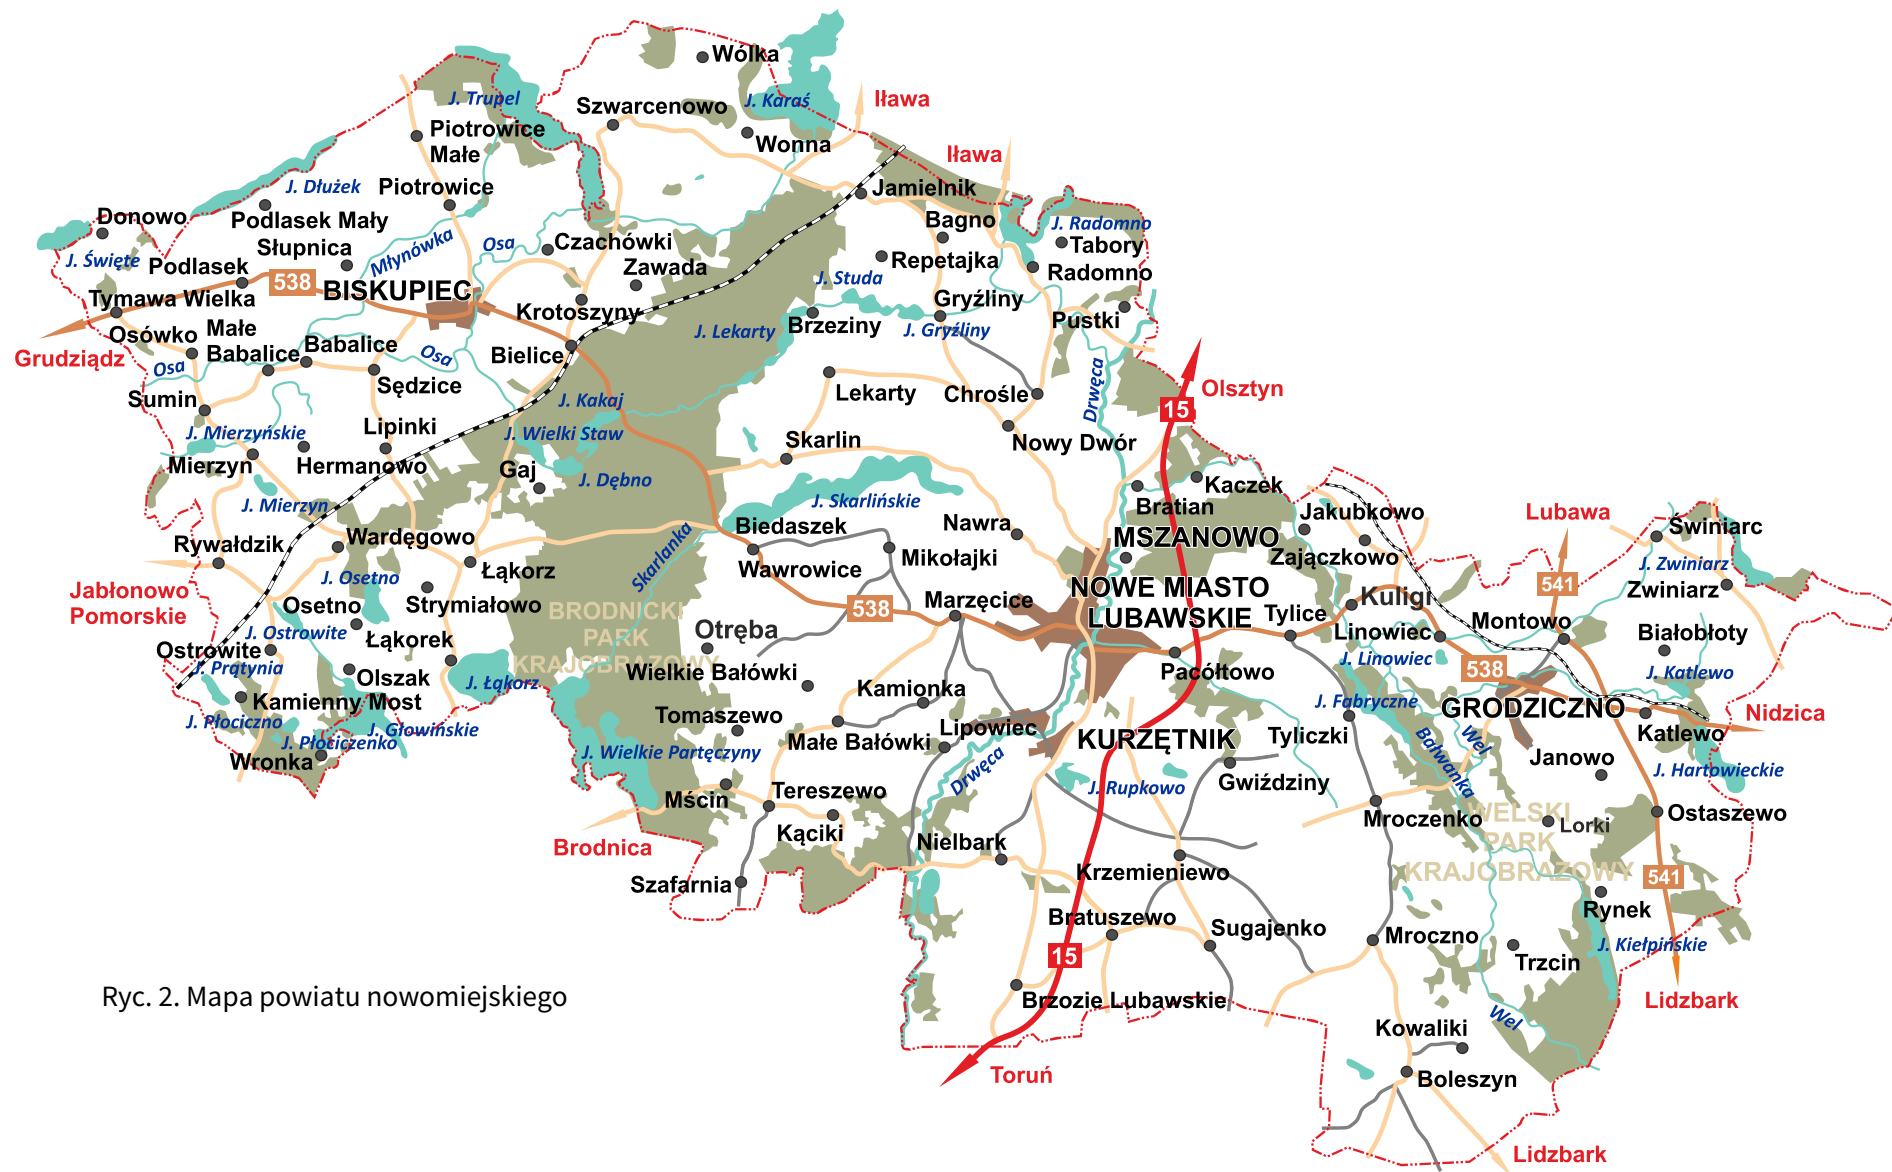 Wólka
J. Trupel
J. Karaś
Iława
Szwarcenowo
Piotrowice
Małe
Wonna
Iława
J. Dłużek
Piotrowice
Jamielnik
Donowo
Podlasek Mały
Bagno
J. Radomno
Słupnica
Młynówka
Osa
Czachówki
Tabory
J. Święte
Podlasek
Zawada
Repetajka
Radomno
538
BISKUPIEC
J. Studa
Tymawa Wielka
Gryźliny
Krotoszyny
Brzeziny
Pustki
Osówko
Małe
Babalice
Babalice
J. Lekarty
J. Gryźliny
Grudziądz
Osa
Osa
Bielice
Sędzice
Drwęca
Olsztyn
Sumin
J. Kakaj
Lekarty
Chrośle
15
J. Mierzyńskie
Lipinki
J. Wielki Staw
Skarlin
Nowy Dwór
Mierzyn
Hermanowo
Gaj
J. Dębno
Kaczek
J. Mierzyn
J. Skarlińskie
Bratian
Jakubkowo
Lubawa
Świniarc
Rywałdzik
Wardęgowo
Biedaszek
Nawra
MSZANOWO
Zajączkowo
Skarlanka
Mikołajki
Wawrowice
J. Zwiniarz
Jabłonowo
Pomorskie
J. Osetno
Łąkorz
541
Zwiniarz
NOWE MIASTO
LUBAWSKIE
Osetno
Strymiałowo
BRODNICKI
PARK
KRAJOBRAZOWY
538
Marzęcice
Tylice
Kuligi
J. Ostrowite
Łąkorek
Otręba
Linowiec
Montowo
Białobłoty
Ostrowite
J. Prątynia
Olszak
J. Łąkorz
Wielkie Bałówki
Pacółtowo
J. Linowiec
538
J. Katlewo
Kamienny Most
Kamionka
J. Fabryczne
GRODZICZNO
Nidzica
J. Płociczno
J. Głowińskie
Tomaszewo
Lipowiec
Katlewo
J. Płociczenko
Małe Bałówki
KURZĘTNIK
Tyliczki
Bałwanka
Wel
Wronka
J. Wielkie Partęczyny
Drwęca
Janowo
J. Hartowieckie
Mścin
Tereszewo
J. Rupkowo
Gwiździny
Brodnica
Kąciki
Mroczenko
WELSKI
PARK
KRAJOBRAZOWY
Lorki
Ostaszewo
Nielbark
Szafarnia
Krzemieniewo
541
Bratuszewo
Rynek
Sugajenko
Mroczno
J. Kiełpińskie
15
Trzcin
Ryc. 2. Mapa powiatu nowomiejskiego
Brzozie Lubawskie
Lidzbark
Wel
Kowaliki
Toruń
Boleszyn
Lidzbark